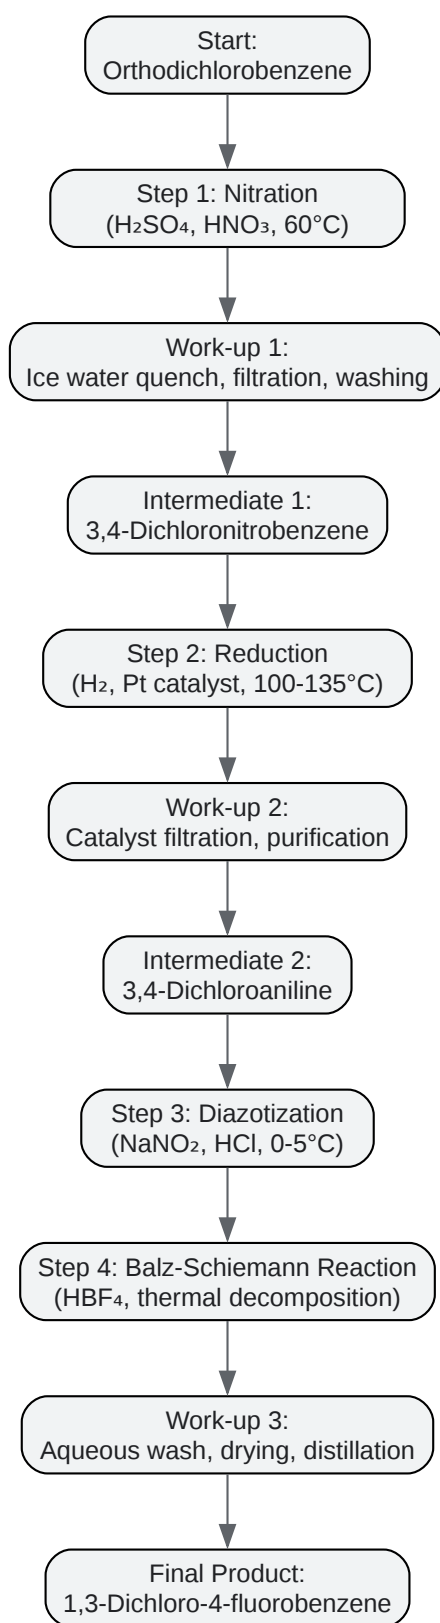 Start:
Orthodichlorobenzene
Step 1: Nitration
(H₂SO₄, HNO₃, 60°C)
Work-up 1:
Ice water quench, filtration, washing
Intermediate 1:
3,4-Dichloronitrobenzene
Step 2: Reduction
(H₂, Pt catalyst, 100-135°C)
Work-up 2:
Catalyst filtration, purification
Intermediate 2:
3,4-Dichloroaniline
Step 3: Diazotization
(NaNO₂, HCl, 0-5°C)
Step 4: Balz-Schiemann Reaction
(HBF₄, thermal decomposition)
Work-up 3:
Aqueous wash, drying, distillation
Final Product:
1,3-Dichloro-4-fluorobenzene